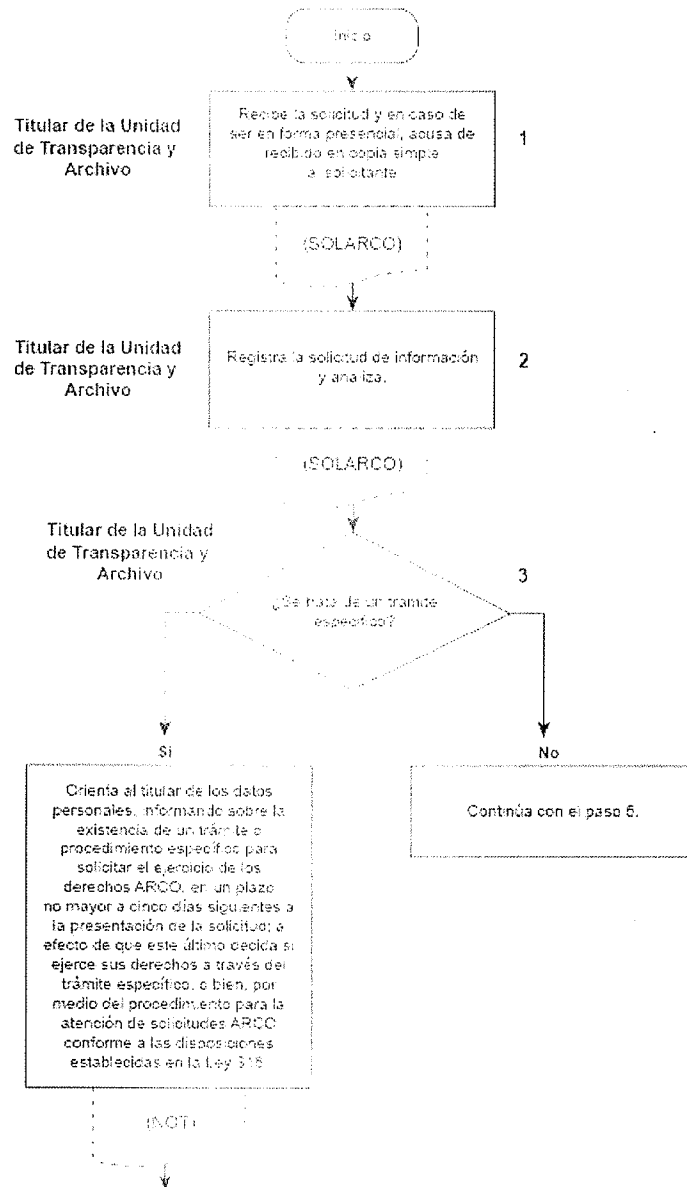 Inicio
Titular de la Unidad
de Transparencia y
Archivo
Recibe la solicitud y en caso de
ser en forma presencial, acusa de
recibido en copia simple
al solicitante
1
(SOLARCO)
Titular de la Unidad
de Transparencia y
Archivo
Registra la solicitud de información
y analiza.
2
(SOLARCO)
Titular de la Unidad
de Transparencia y
Archivo
¿Se trata de un trámite
específico?
3
Si
No
Orienta al titular de los datos
personales, informando sobre la
existencia de un trámite o
procedimiento específico para
solicitar el ejercicio de los
derechos ARCO, en un plazo
no mayor a cinco días siguientes a
la presentación de la solicitud; a
efecto de que este último decida si
ejerce sus derechos a través del
trámite específico, o bien, por
medio del procedimiento para la
atención de solicitudes ARCO
conforme a las disposiciones
establecidas en la Ley 316
Continúa con el paso 5.
(NOT)